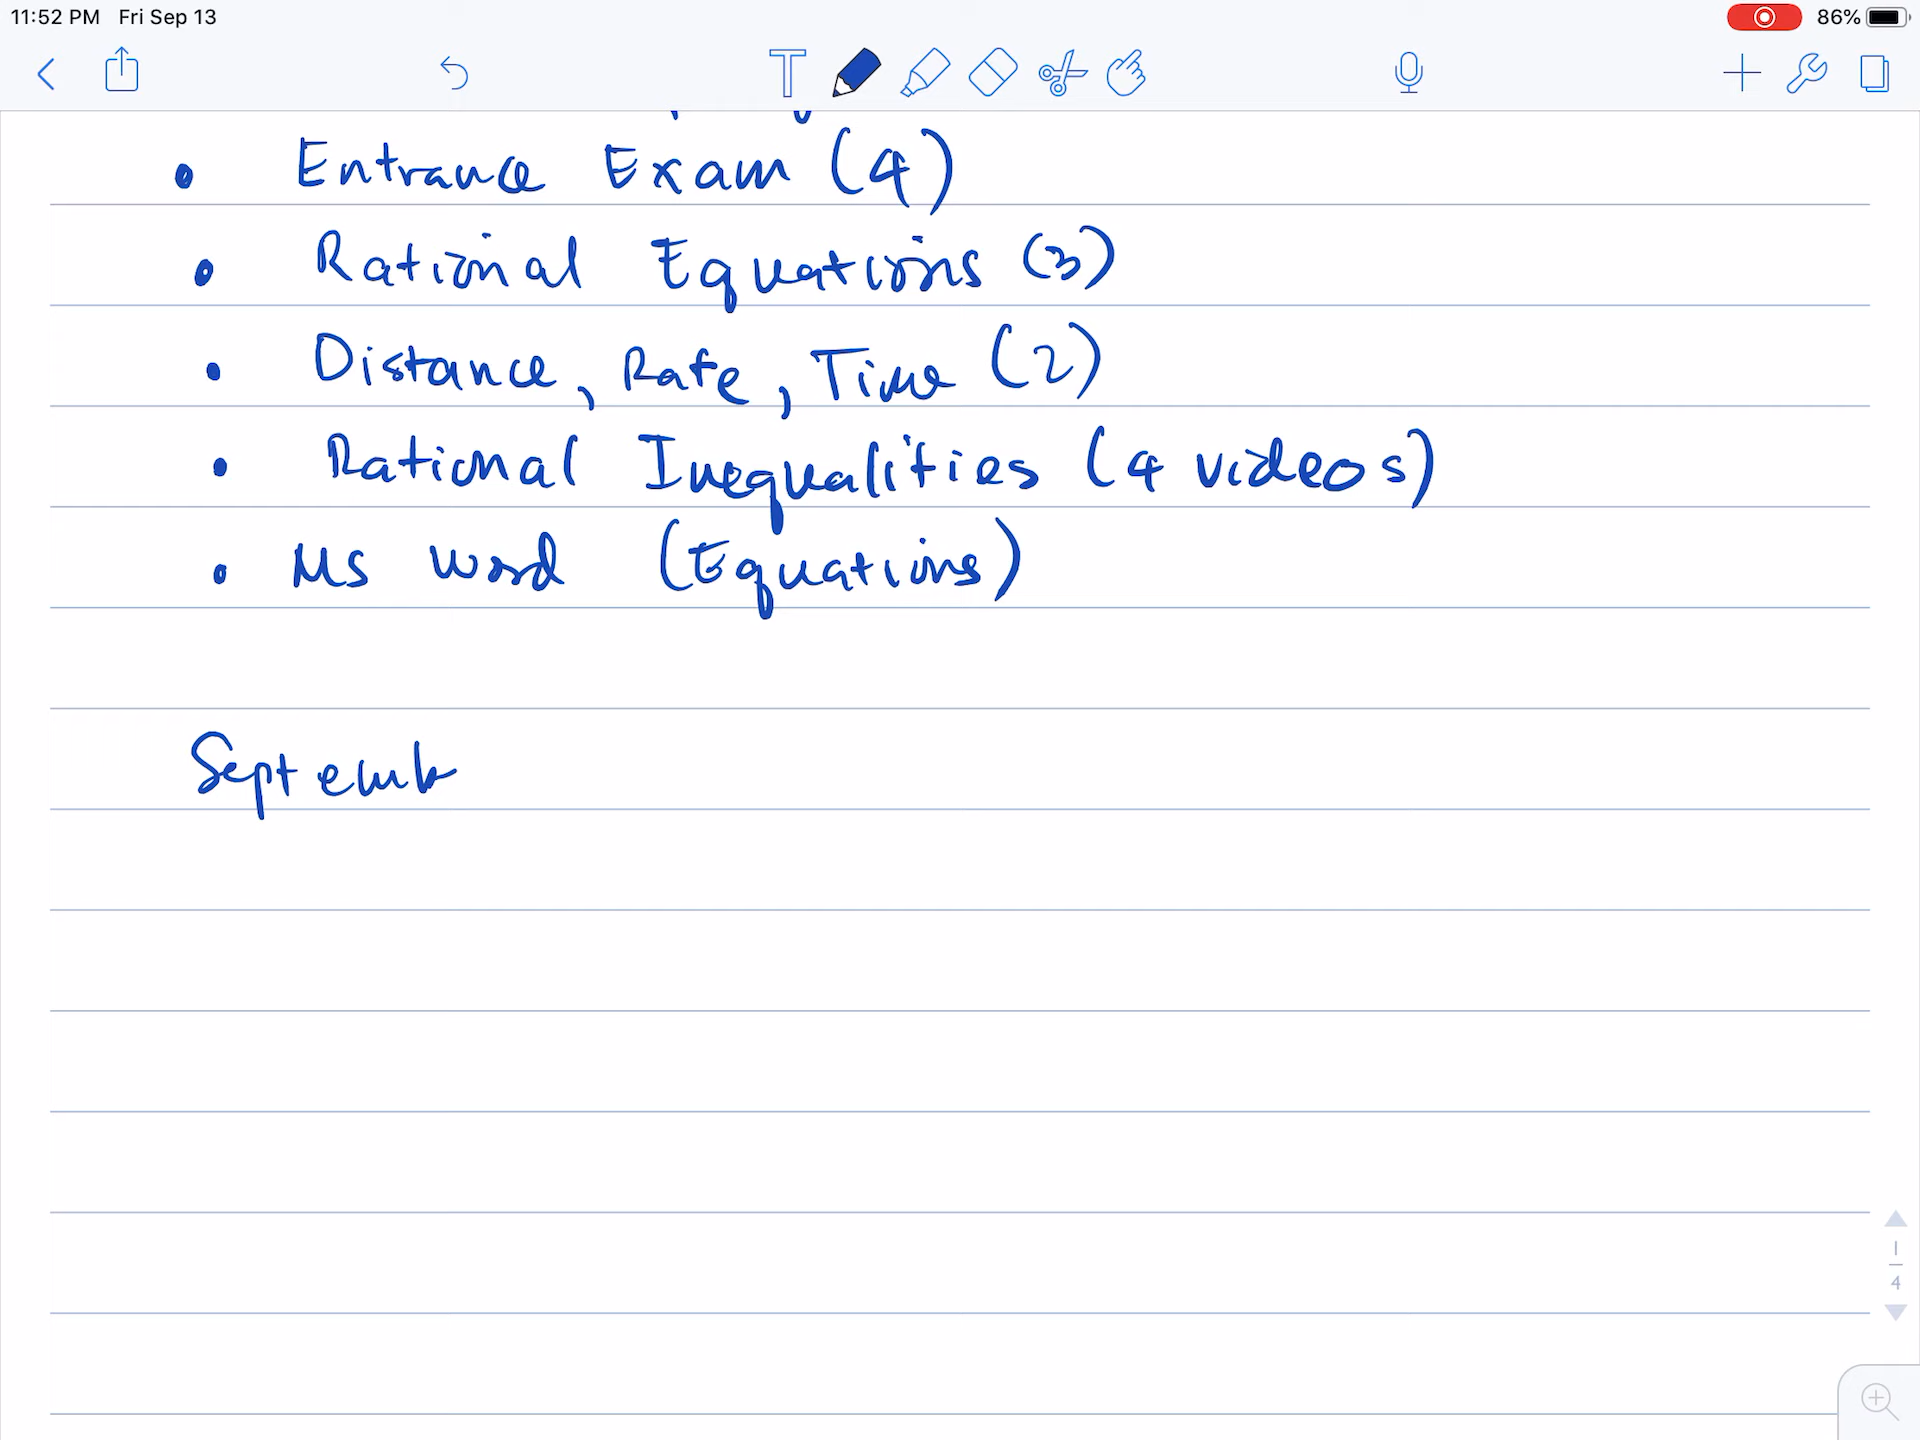 11:52 PM Fri Sep 13 86%
• Entrance Exam (4)
• Rational Equations (3)
• Distance, Rate, Time (2)
• Rational Inequalities (4 videos)
• MS Word (Equations)
Septemb
1
4